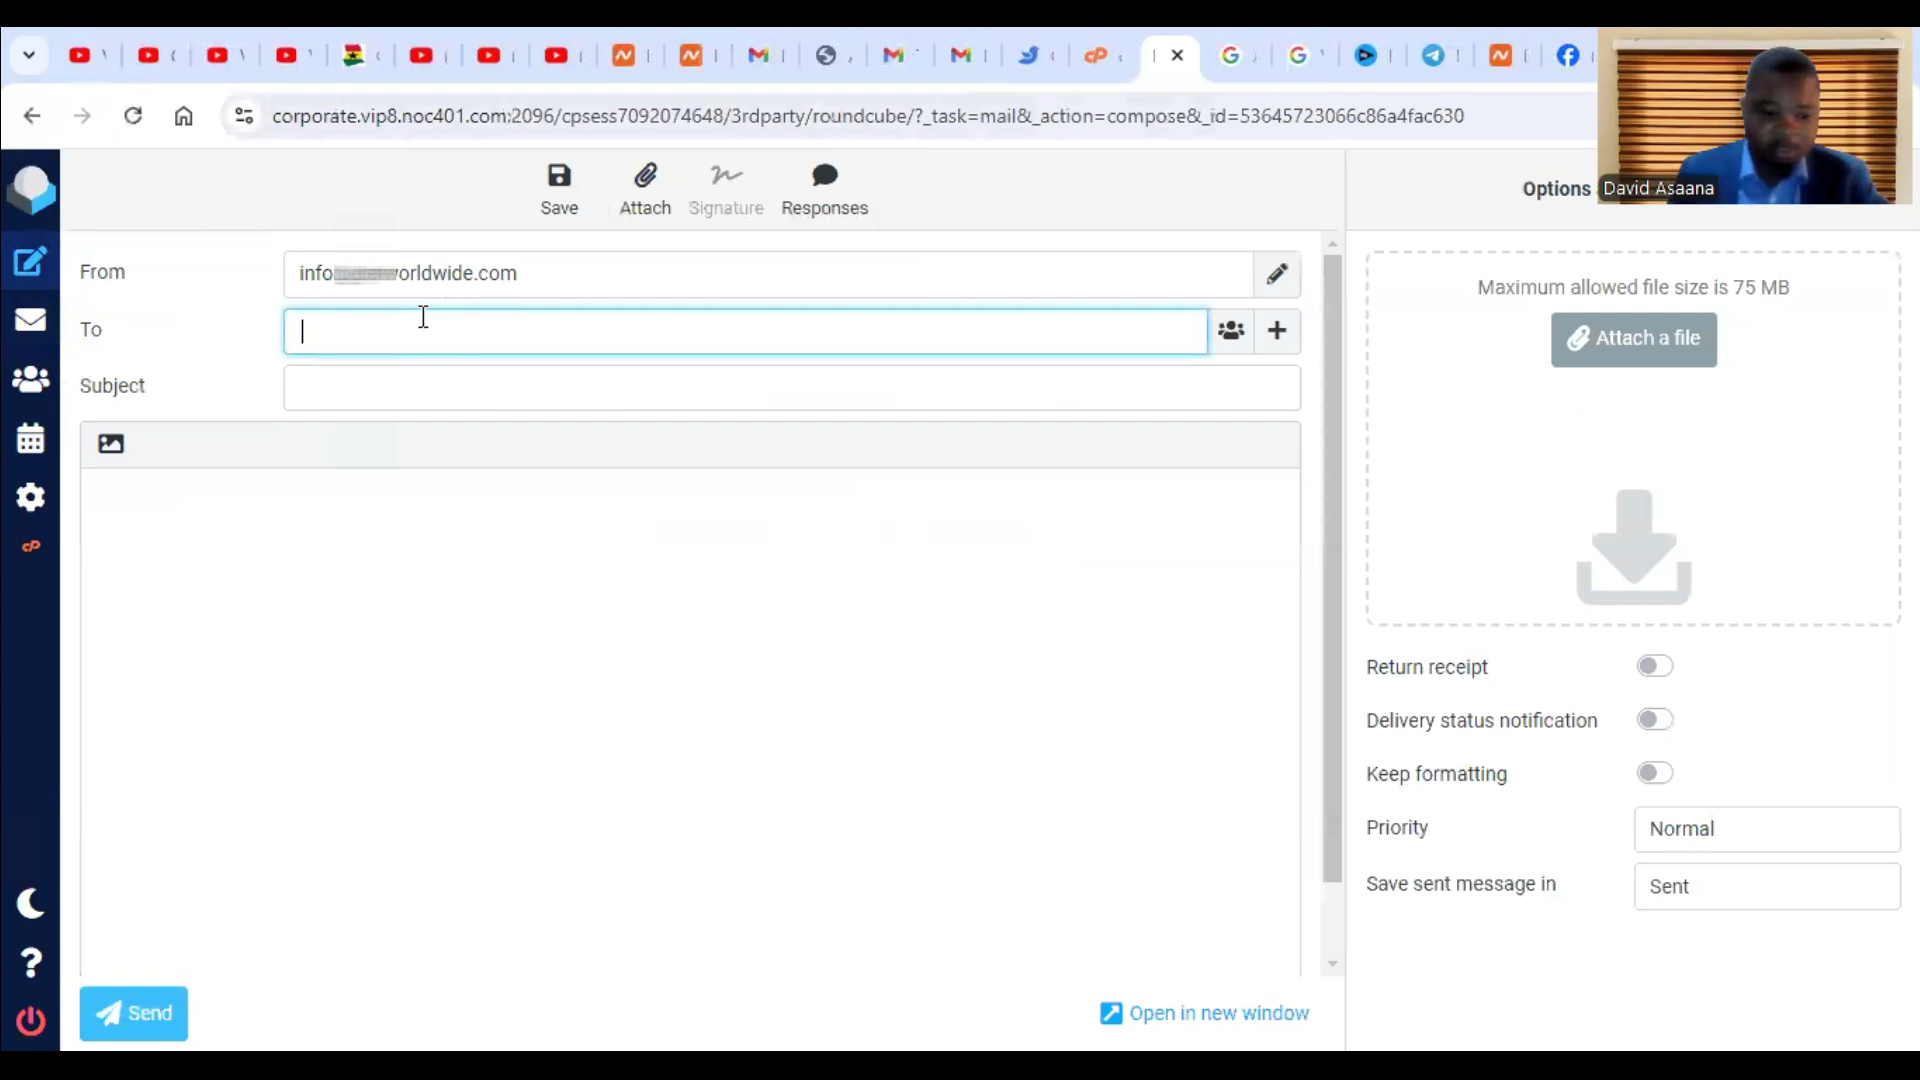 corporate.vip8.noc401.com:2096/cpsess7092074648/3rdparty/roundcube/?_task=mail&_action=compose&_id=53645723066c86a4fac630
Save
Attach
Signature
Responses
Options
David Asaana
From
info
orldwide.com
To
Subject
Maximum allowed file size is 75 MB
Attach a file
Return receipt
Delivery status notification
Keep formatting
Priority
Normal
Save sent message in
Sent
cP
Send
Open in new window